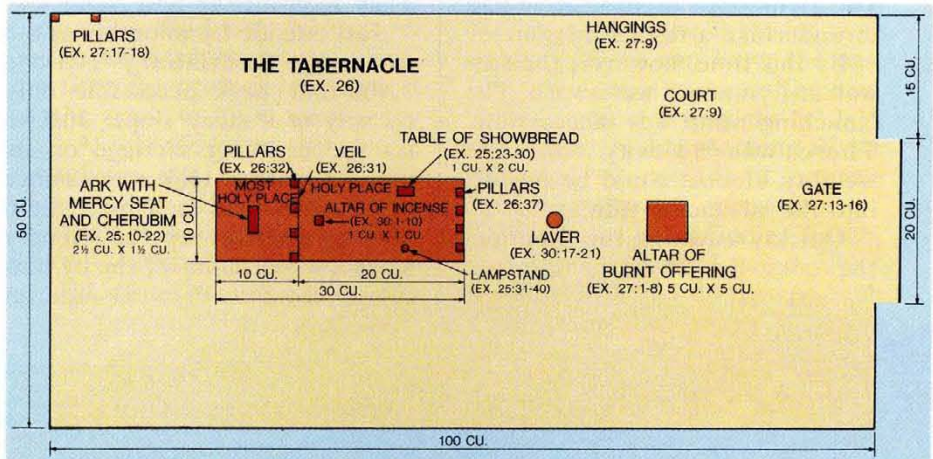 PILLARS
(EX. 27:17-18)
HANGINGS
(EX. 27:9)
THE TABERNACLE
(EX. 26)
COURT
(EX. 27:9)
15 CU.
TABLE OF SHOWBREAD
(EX. 25:23-30)
1 CU. X 2 CU.
PILLARS
(EX. 26:32)
VEIL
(EX. 26:31)
ARK WITH
MERCY SEAT
AND CHERUBIM
(EX. 25:10-22)
2½ CU. X 1½ CU.
MOST
HOLY PLACE
HOLY PLACE
ALTAR OF INCENSE
(EX. 30:1-10)
1 CU. X 1 CU.
PILLARS
(EX. 26:37)
GATE
(EX. 27:13-16)
50 CU.
10 CU.
20 CU.
LAVER
(EX. 30:17-21)
ALTAR OF
BURNT OFFERING
(EX. 27:1-8) 5 CU. X 5 CU.
LAMPSTAND
(EX. 25:31-40)
10 CU.
20 CU.
30 CU.
100 CU.